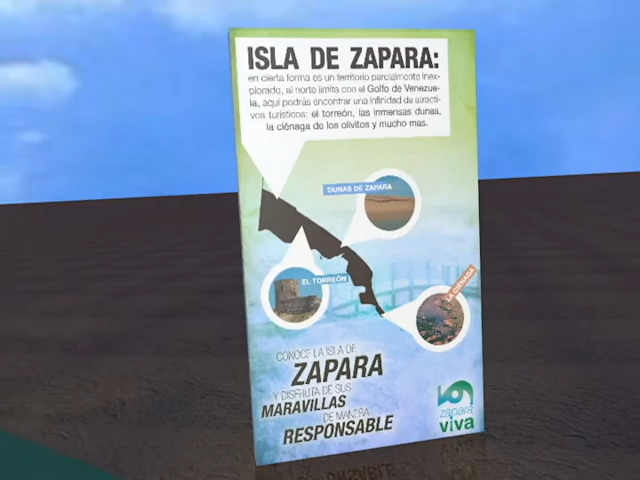 ISLA DE ZAPARA:
en cierta forma es un territorio parcialmente inex-
plorado, al norte limita con el Golfo de Venezue-
la, aquí podrás encontrar una infinidad de atracti-
vos turísticos: el torreón, las inmensas dunas,
la ciénaga de los olivitos y mucho mas.
DUNAS DE ZAPARA
EL TORREÓN
LA CIÉNAGA
CONOCE LA ISLA DE
ZAPARA
Y DISFRUTA DE SUS
MARAVILLAS
DE MANERA
RESPONSABLE
zapara
viva